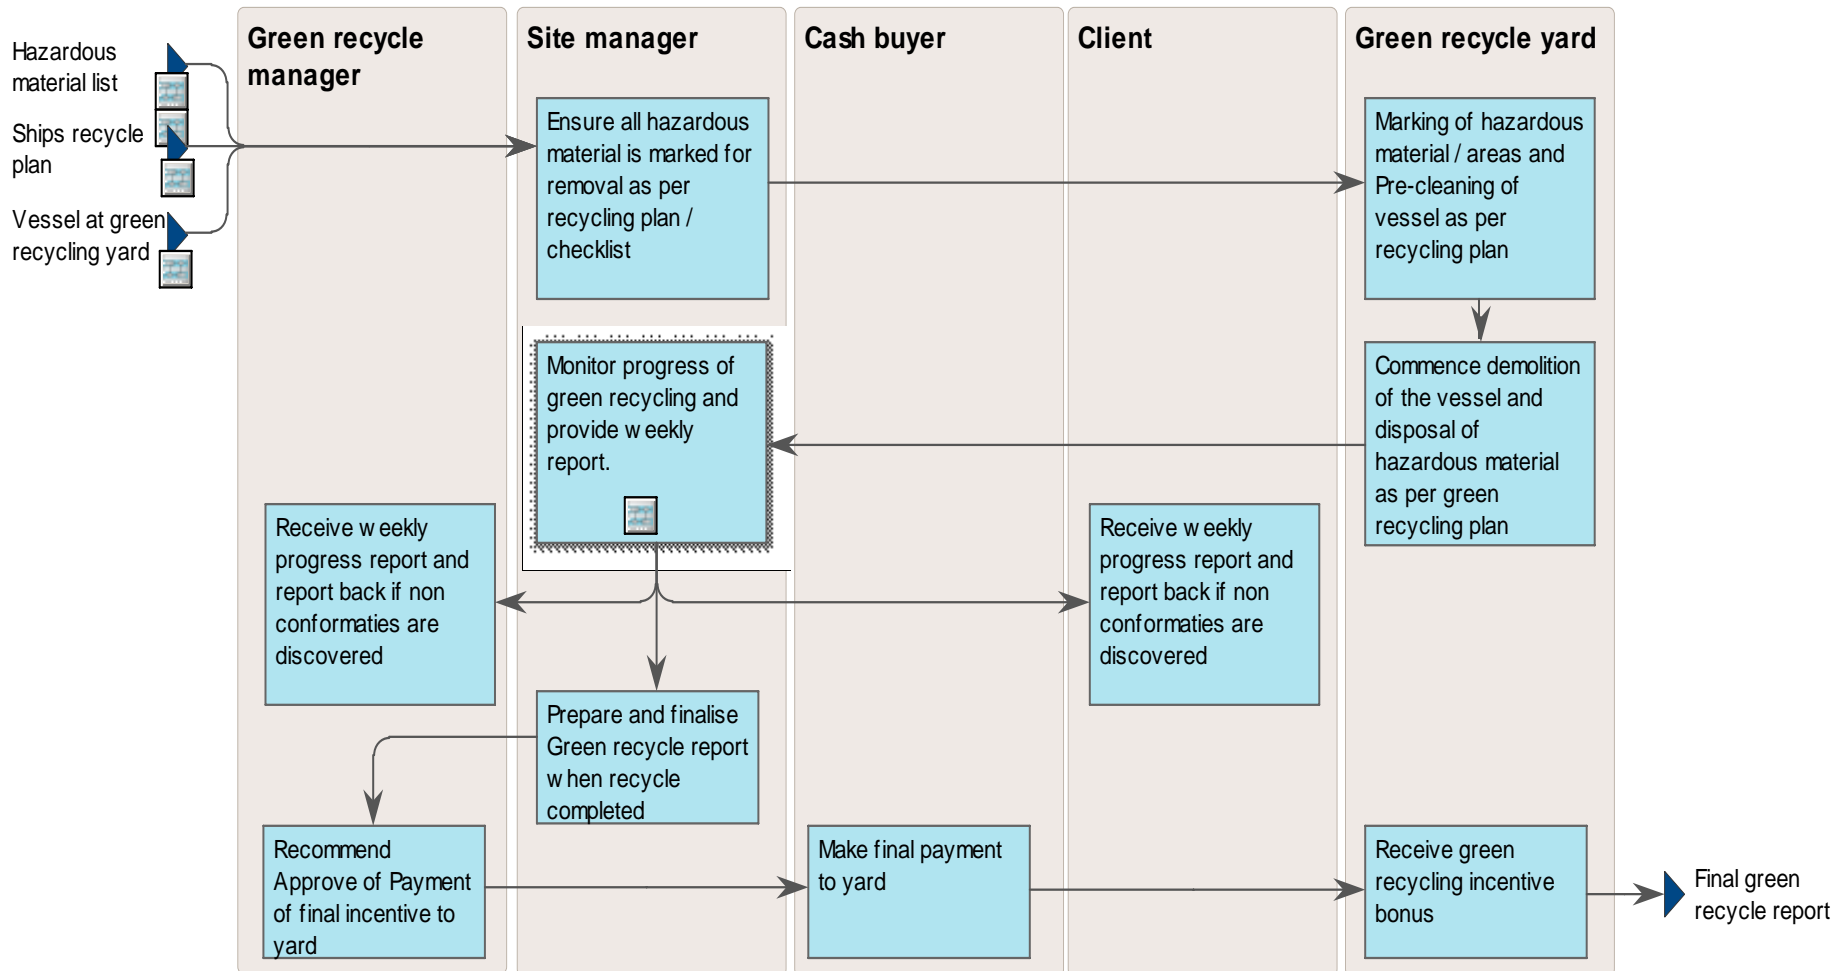 Hazardous
material list
Ships recycle
plan
Vessel at green
recycling yard
Green recycle
manager
Site manager
Cash buyer
Client
Green recycle yard
Ensure all hazardous
material is marked for
removal as per
recycling plan /
checklist
Marking of hazardous
material / areas and
Pre-cleaning of
vessel as per
recycling plan
Monitor progress of
green recycling and
provide weekly
report.
Commence demolition
of the vessel and
disposal of
hazardous material
as per green
recycling plan
Receive weekly
progress report and
report back if non
conformaties are
discovered
Receive weekly
progress report and
report back if non
conformaties are
discovered
Prepare and finalise
Green recycle report
when recycle
completed
Recommend
Approve of Payment
of final incentive to
yard
Make final payment
to yard
Receive green
recycling incentive
bonus
Final green
recycle report